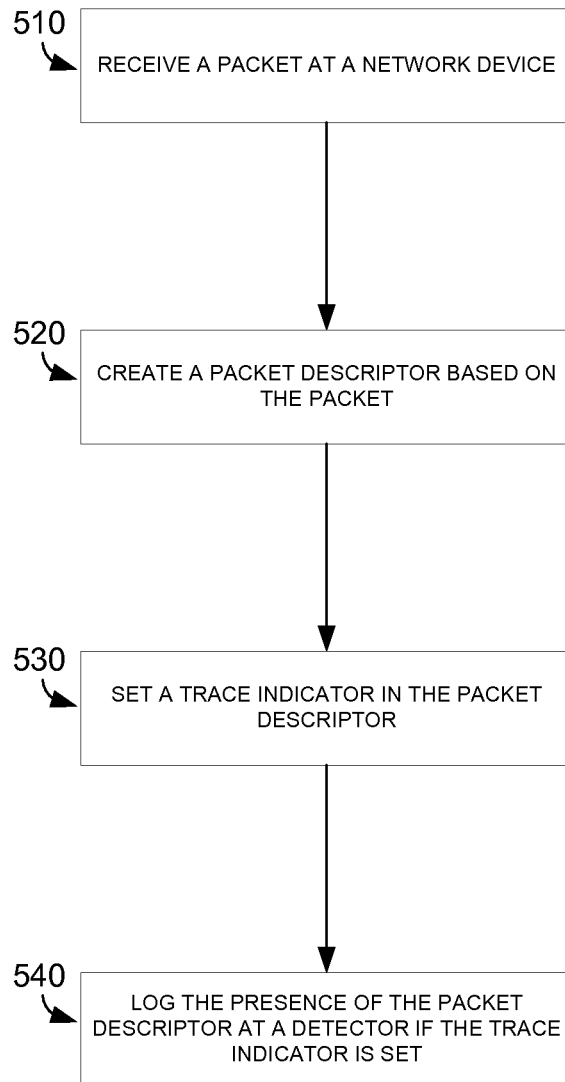 510
RECEIVE A PACKET AT A NETWORK DEVICE
520
CREATE A PACKET DESCRIPTOR BASED ON
THE PACKET
530
SET A TRACE INDICATOR IN THE PACKET
DESCRIPTOR
540
LOG THE PRESENCE OF THE PACKET
DESCRIPTOR AT A DETECTOR IF THE TRACE
INDICATOR IS SET